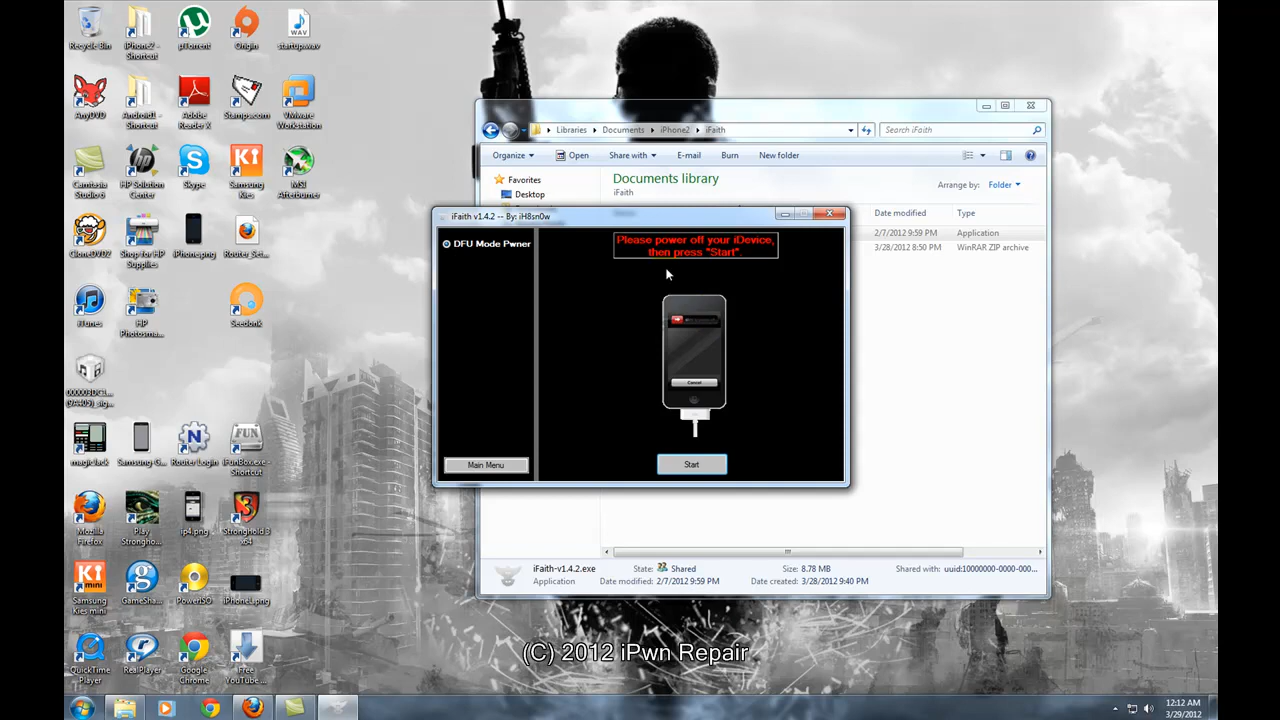 Recycle Bin
iPhone2 -
Shortcut
µTorrent
Origin
startup.wav
WAV
AnyDVD
Android1 -
Shortcut
Adobe
Reader X
Stamps.com
VMware
Workstation
Camtasia
Studio 6
HP Solution
Center
Skype
Samsung
Kies
MSI
Afterburner
CloneDVD2
Shop for HP
Supplies
iPhone.png
Router_Set...
iTunes
HP
Photosma...
Seedonk
(9A405)_sig...
magicJack
Samsung-G...
Router Login
iFunBox.exe -
Shortcut
Mozilla
Firefox
Play
Strongho...
ip4.png
Stronghold 3
x64
Samsung
Kies mini
GameSha...
PowerISO
iPhone1.png
QuickTime
Player
RealPlayer
Google
Chrome
Free
YouTube...
Libraries
Documents
iPhone2
iFaith
Search iFaith
Organize
Open
Share with
E-mail
Burn
New folder
Favorites
Desktop
Documents library
iFaith
Arrange by:
Folder
Date modified
Type
2/7/2012 9:59 PM
Application
3/28/2012 8:50 PM
WinRAR ZIP archive
iFaith v1.4.2 -- By: iH8sn0w
DFU Mode Pwner
Please power off your iDevice,
then press "Start".
Cancel
Main Menu
Start
iFaith-v1.4.2.exe
State:
Shared
Size: 8.78 MB
Shared with: uuid:10000000-0000-000...
Application
Date modified: 2/7/2012 9:59 PM
Date created: 3/28/2012 9:40 PM
(C) 2012 iPwn Repair
12:12 AM
3/29/2012